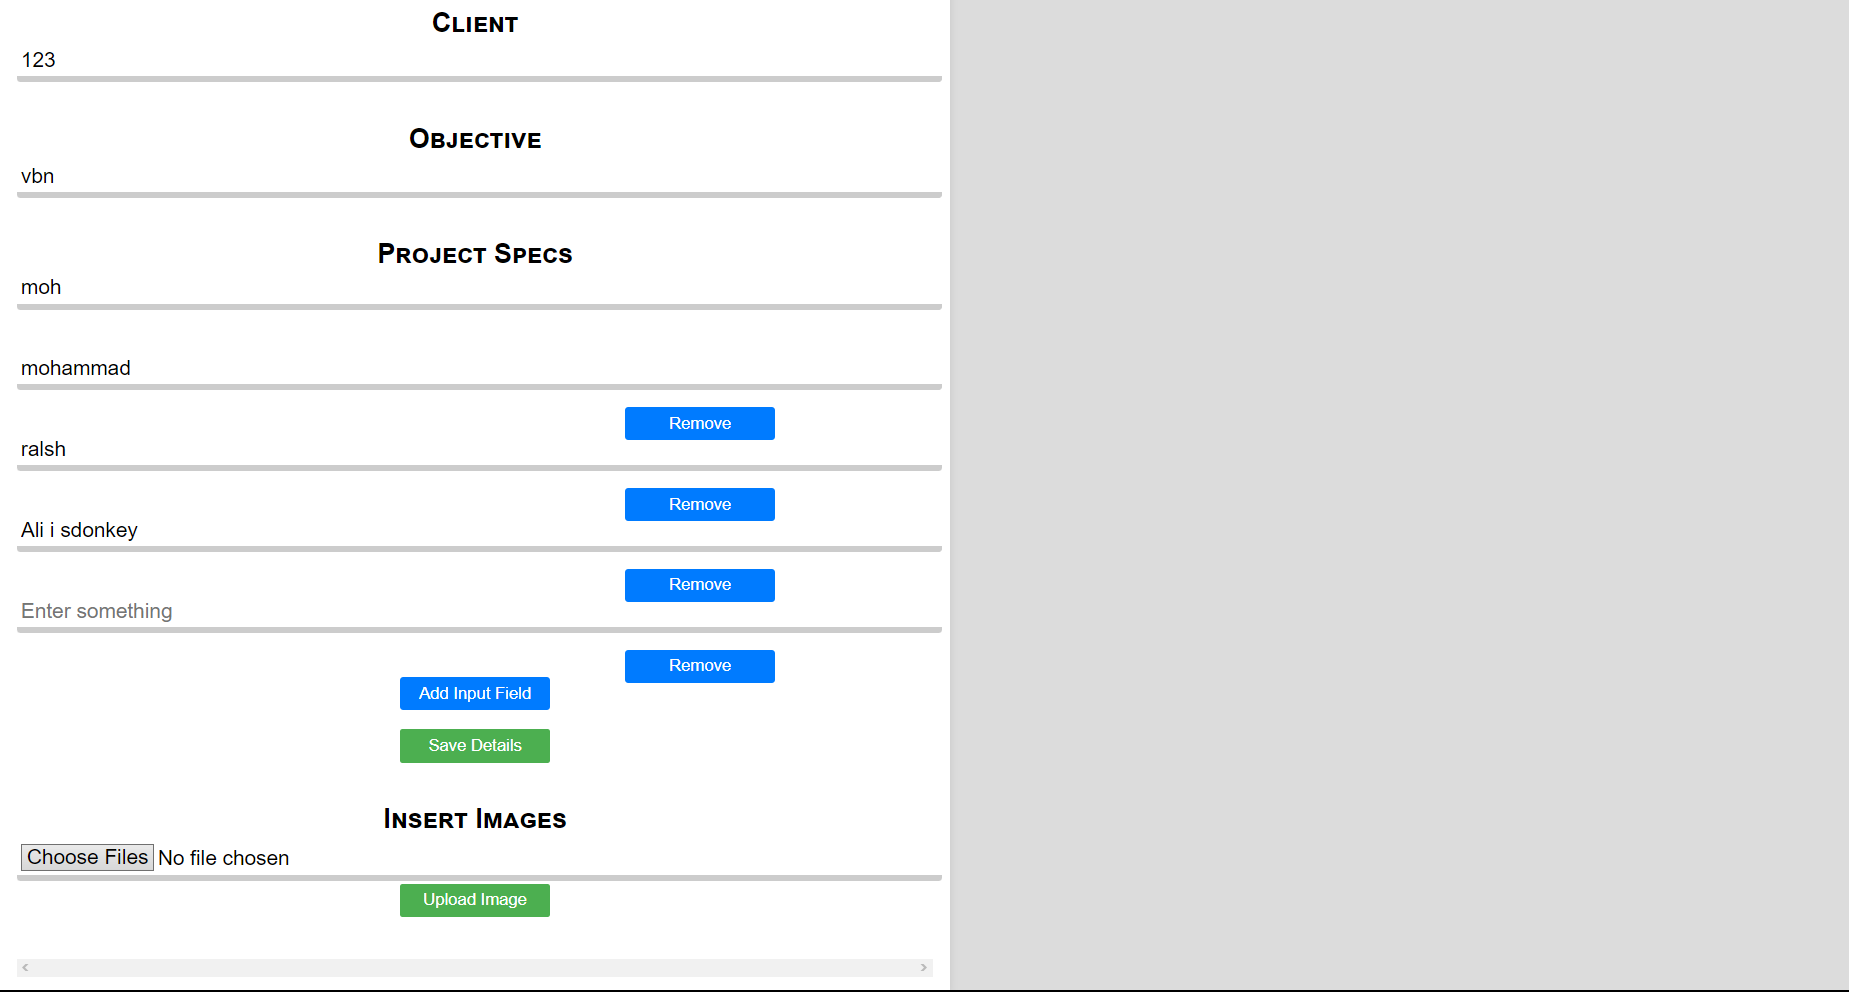 Client
123
Objective
vbn
Project Specs
moh
mohammad
Remove
ralsh
Remove
Ali i sdonkey
Remove
Enter something
Remove
Add Input Field
Save Details
Insert Images
Choose Files No file chosen
Upload Image